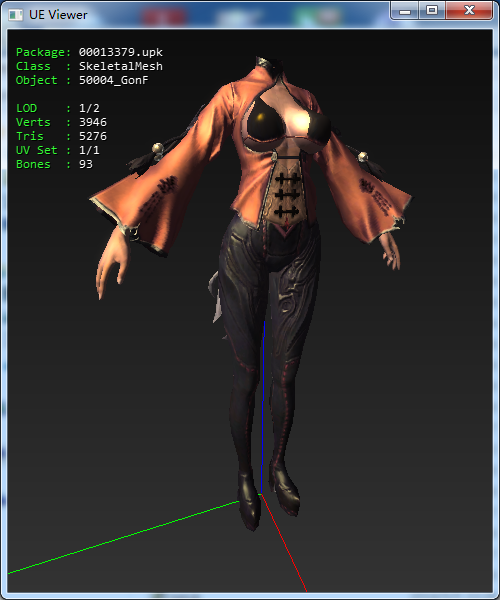 UE Viewer
Package: 00013379.upk
Class : SkeletalMesh
Object : 50004_GonF
LOD : 1/2
Verts : 3946
Tris : 5276
UV Set : 1/1
Bones : 93